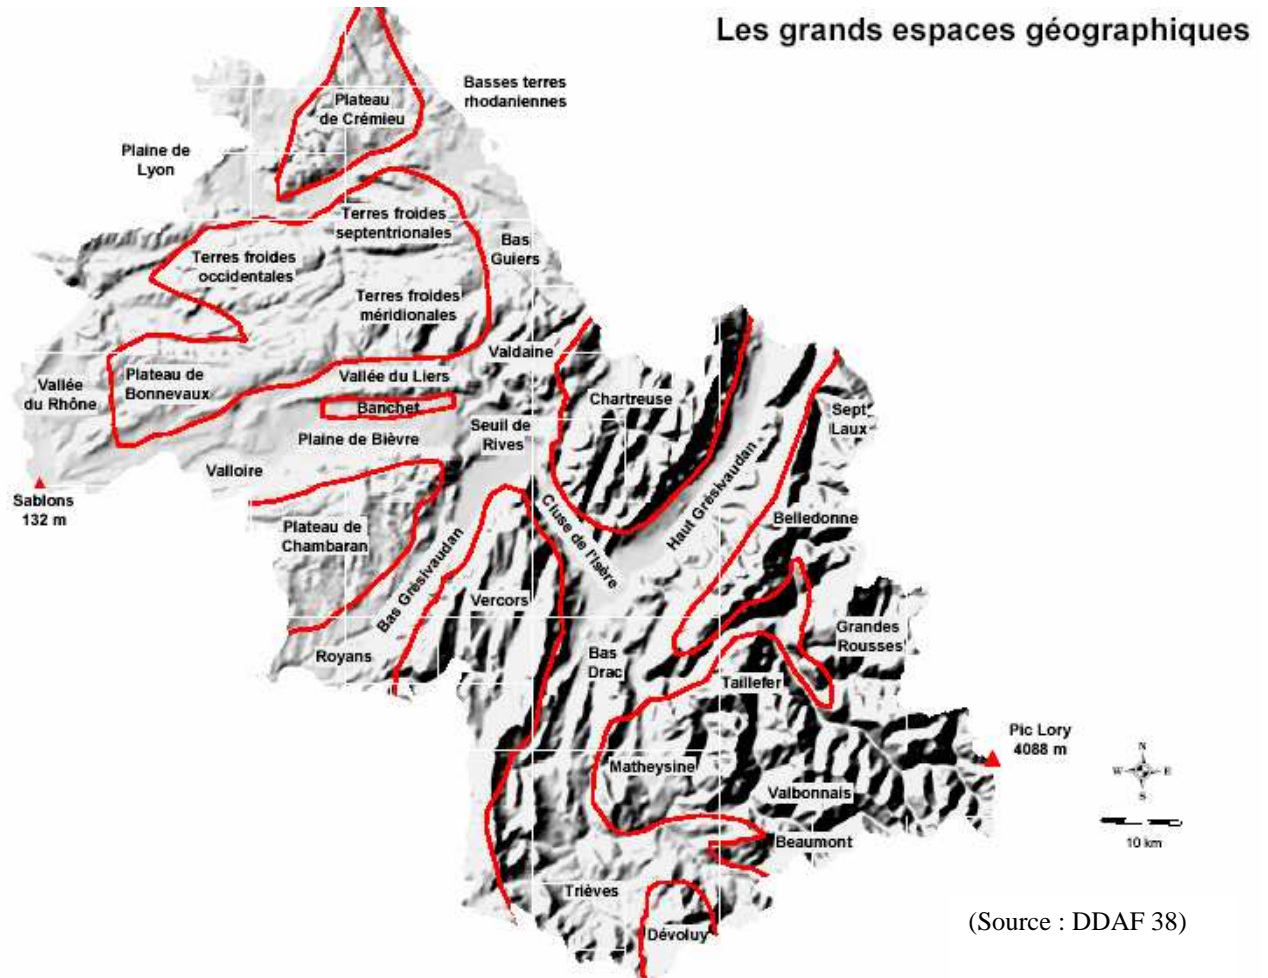 Les grands espaces géographiques
Basses terres
rhodaniennes
Plateau
de Crémieu
Plaine de
Lyon
Terres froides
septentrionales
Bas
Guiers
Terres froides
occidentales
Terres froides
méridionales
Valdaine
Vallée
du Rhône
Plateau de
Bonnevaux
Vallée du Liers
Banchet
Chartreuse
Sept
Laux
Seuil de
Rives
Plaine de Bièvre
Valloire
Sablons
132 m
Haut Grésivaudan
Cluse de l'Isère
Belledonne
Plateau de
Chambaran
Bas Grésivaudan
Vercors
Grandes
Rousses
Royans
Bas
Drac
Taillefer
Pic Lory
4088 m
N
W
E
S
Matheysine
Valbonnais
10 km
Beaumont
Trièves
Dévoluy
(Source : DDAF 38)